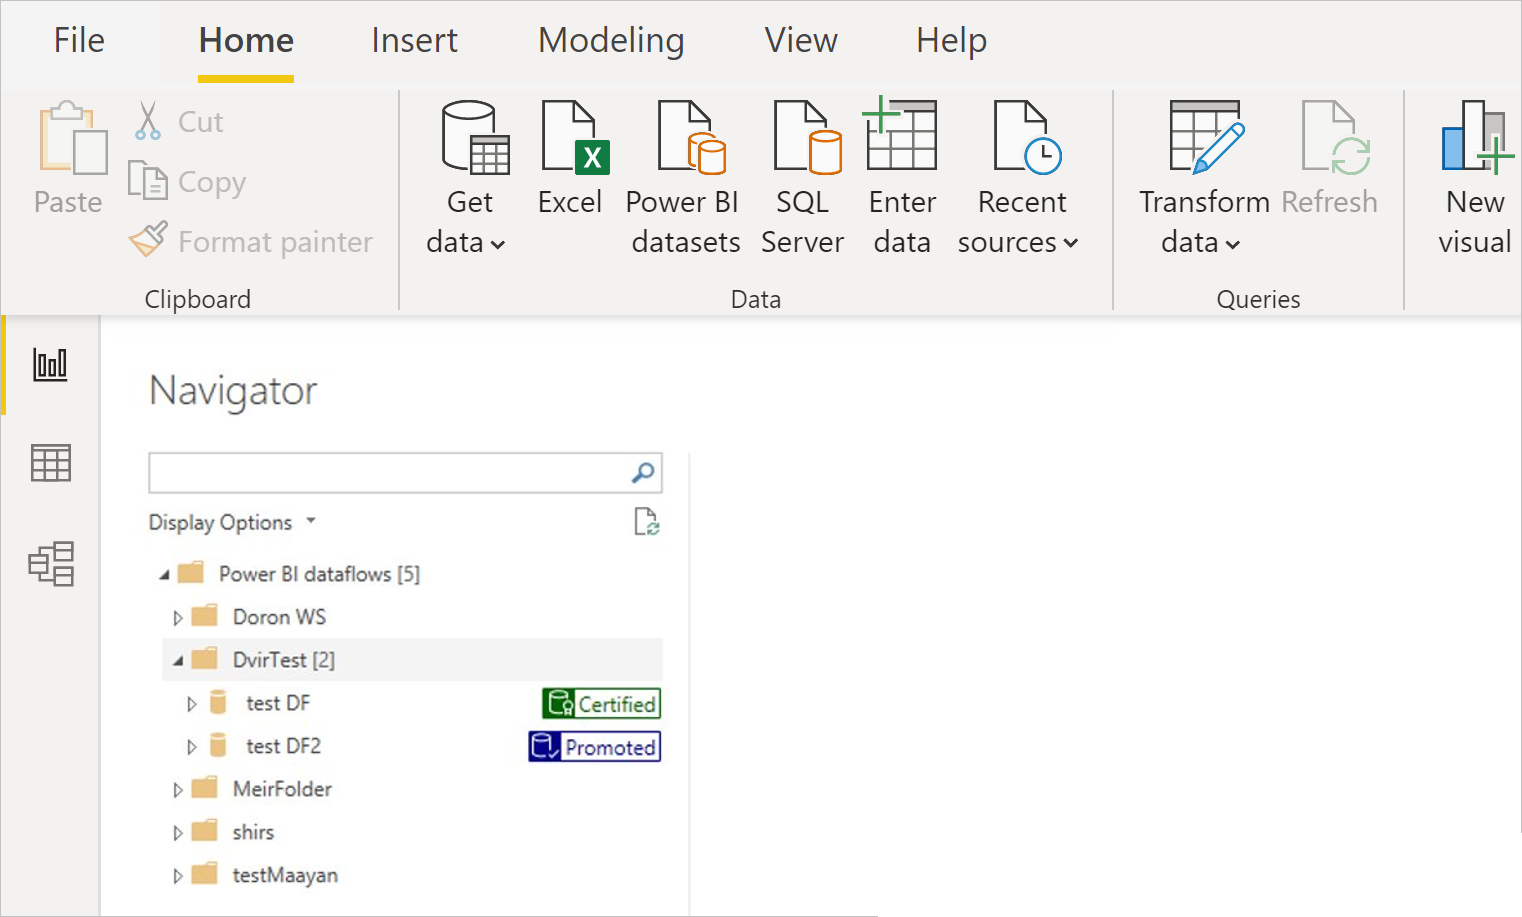 File Home Insert Modeling View Help
Paste
Cut
Copy
Format painter
Clipboard
Get data
Excel
X
Power BI datasets
SQL Server
Enter data
Recent sources
Data
Transform data
Refresh
Queries
New visual
Navigator
Display Options
Power BI dataflows [5]
Doron WS
DvirTest [2]
test DF Certified
test DF2 Promoted
MeirFolder
shirs
testMaayan